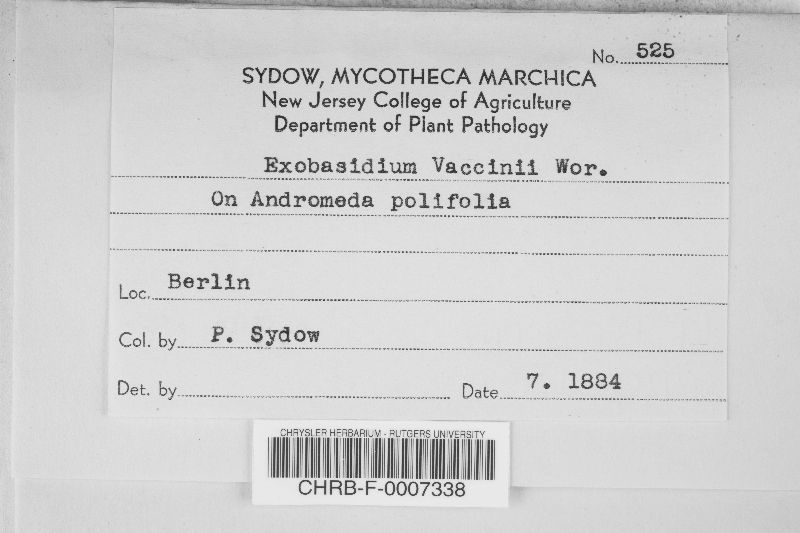 No. 525
SYDOW, MYCOTHECA MARCHICA
New Jersey College of Agriculture
Department of Plant Pathology
Exobasidium Vaccinii Wor.
On Andromeda polifolia
Loc. Berlin
Col. by P. Sydow
Det. by Date 7. 1884
CHRYSLER HERBARIUM - RUTGERS UNIVERSITY
CHRB-F-0007338